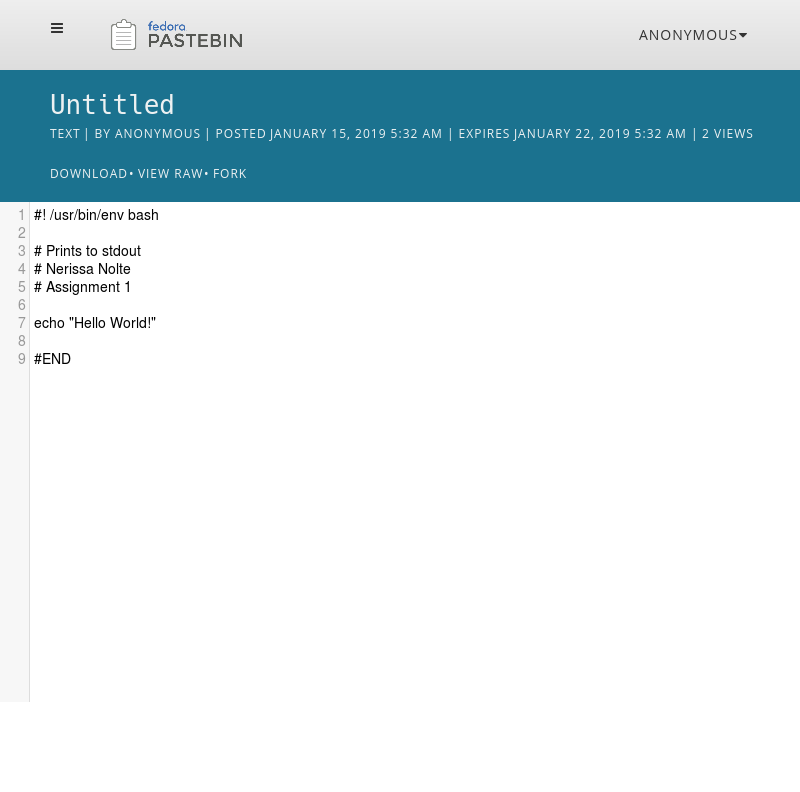 fedora
PASTEBIN
ANONYMOUS
Untitled
TEXT | BY ANONYMOUS | POSTED JANUARY 15, 2019 5:32 AM | EXPIRES JANUARY 22, 2019 5:32 AM | 2 VIEWS
DOWNLOAD• VIEW RAW• FORK
1 #! /usr/bin/env bash
2
3 # Prints to stdout
4 # Nerissa Nolte
5 # Assignment 1
6
7 echo "Hello World!"
8
9 #END